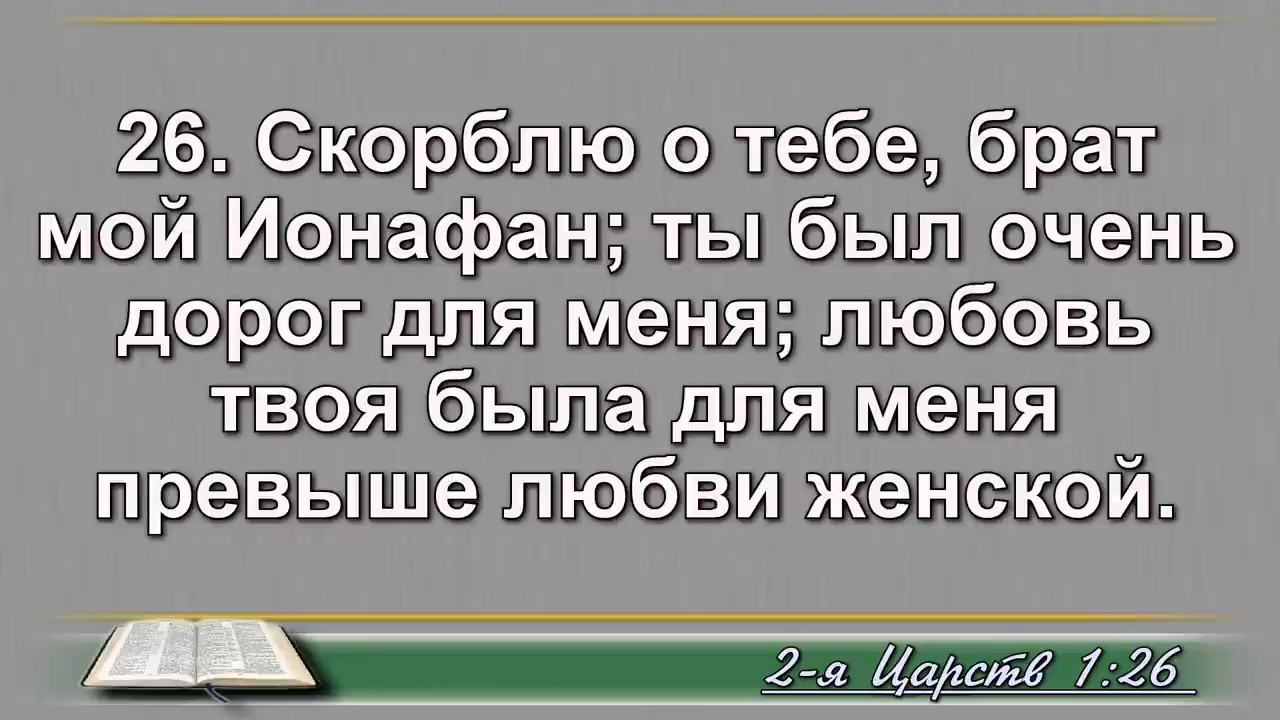 26. Скорблю о тебе, брат
мой Ионафан; ты был очень
дорог для меня; любовь
твоя была для меня
превыше любви женской.
2-я Царств 1:26